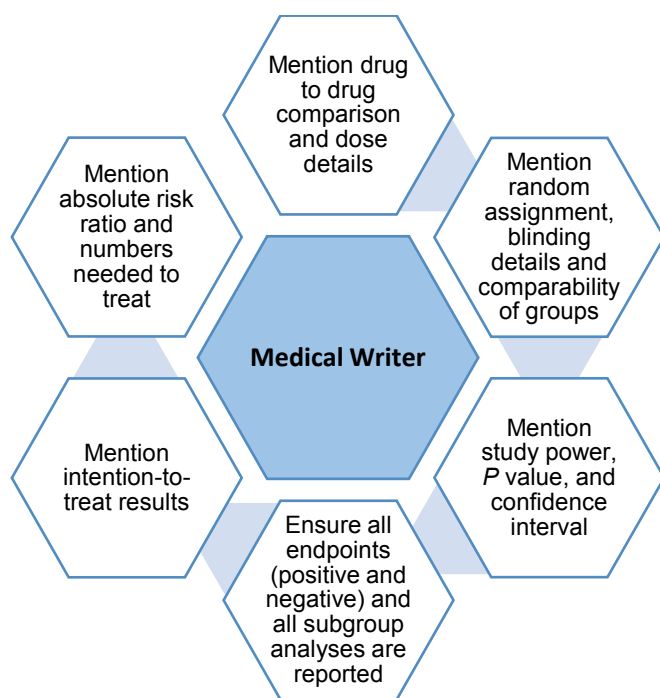 Mention drug
to drug
comparison
and dose
details
Mention
random
assignment,
blinding
details and
comparability
of groups
Mention
study power,
P value, and
confidence
interval
Ensure all
endpoints
(positive and
negative) and
all subgroup
analyses are
reported
Mention
intention-to-
treat results
Mention
absolute risk
ratio and
numbers
needed to
treat
Medical Writer